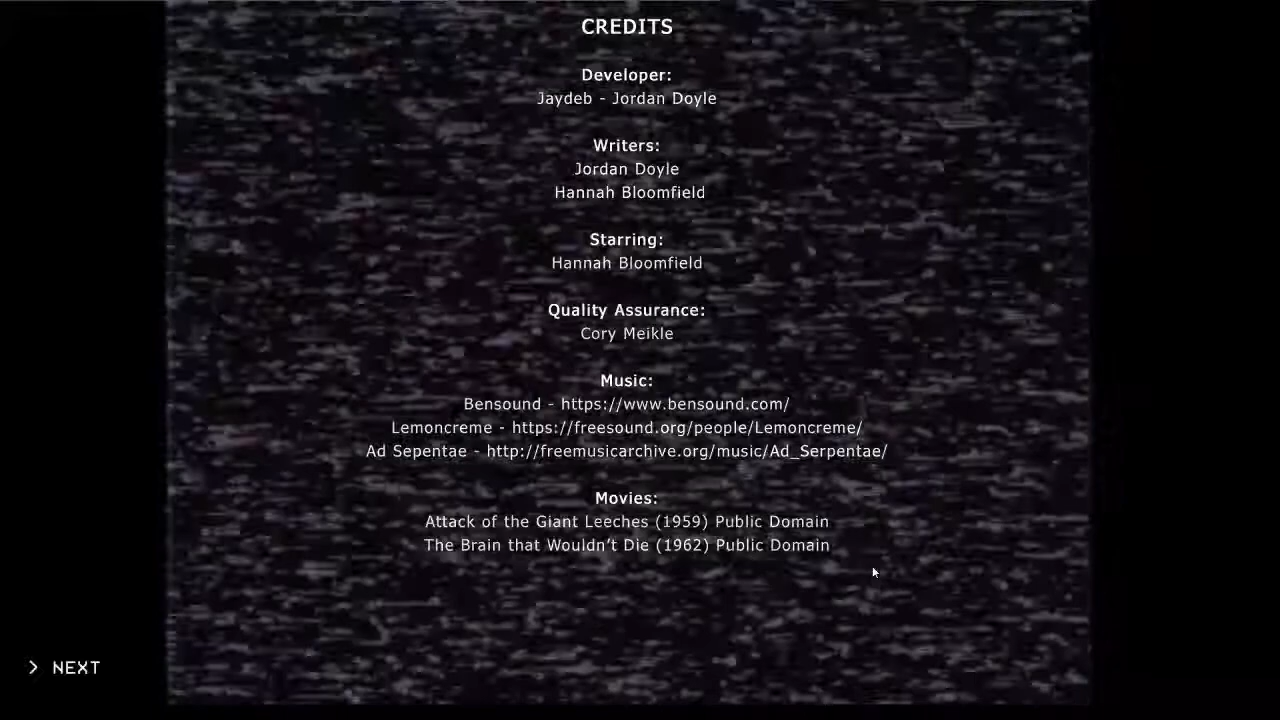 CREDITS
Developer:
Jaydeb - Jordan Doyle
Writers:
Jordan Doyle
Hannah Bloomfield
Starring:
Hannah Bloomfield
Quality Assurance:
Cory Meikle
Music:
Bensound - https://www.bensound.com/
Lemoncreme - https://freesound.org/people/Lemoncreme/
Ad Sepentae - http://freemusicarchive.org/music/Ad_Serpentae/
Movies:
Attack of the Giant Leeches (1959) Public Domain
The Brain that Wouldn't Die (1962) Public Domain
> NEXT